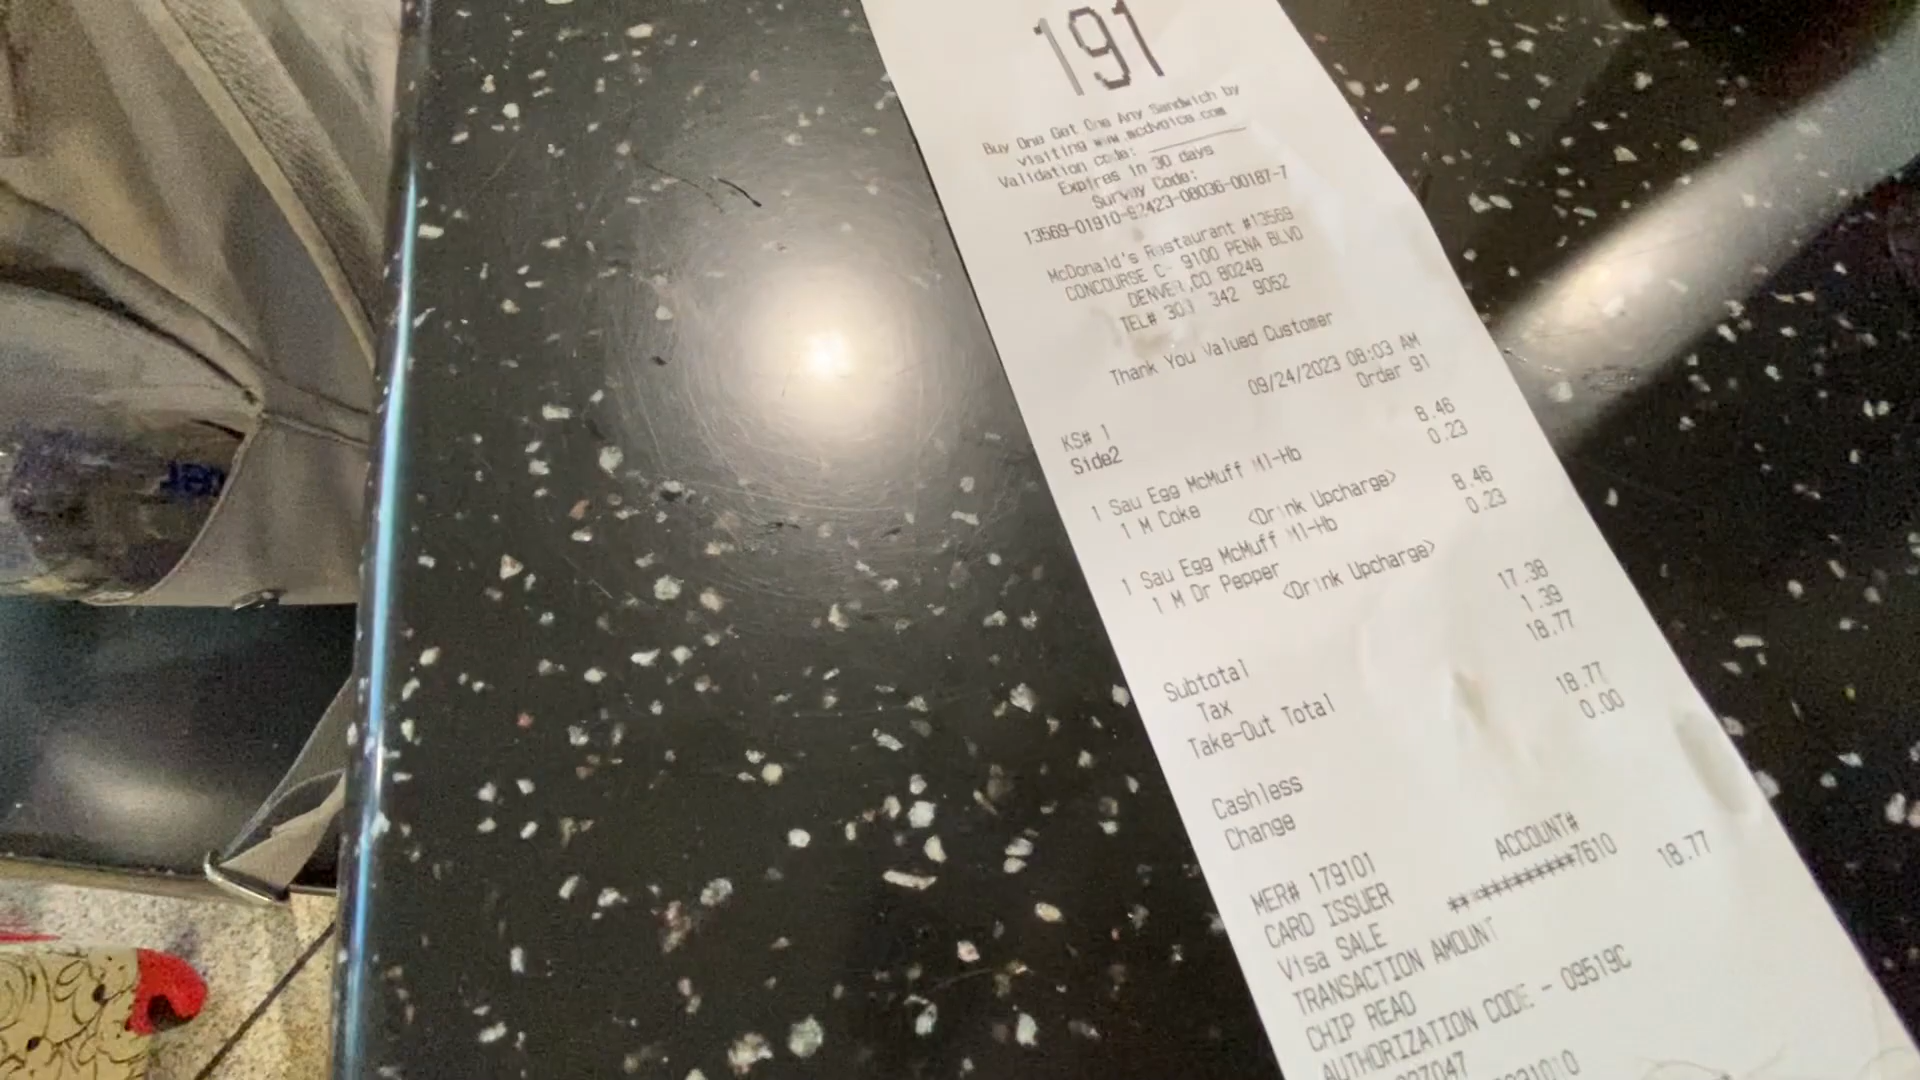 191
Buy One Get One Any Sandwich by
visiting www.mcdvoice.com
Validation code: ________
Expires in 30 days
Survey Code:
13569-01910-92423-08036-00187-7
McDonald's Restaurant #13569
CONCOURSE C- 9100 PENA BLVD
DENVER,CO 80249
TEL# 303 342 9052
Thank You Valued Customer
09/24/2023 08:03 AM
KS# 1 Order 91
Side2
1 Sau Egg McMuff Ml-Hb 8.46
1 M Coke <Drink Upcharge> 0.23
1 Sau Egg McMuff Ml-Hb 8.46
1 M Dr Pepper <Drink Upcharge> 0.23
Subtotal 17.38
Tax 1.39
Take-Out Total 18.77
Cashless 18.77
Change 0.00
MER# 179101
CARD ISSUER ACCOUNT#
Visa SALE ************7610
TRANSACTION AMOUNT 18.77
CHIP READ
AUTHORIZATION CODE - 09519C